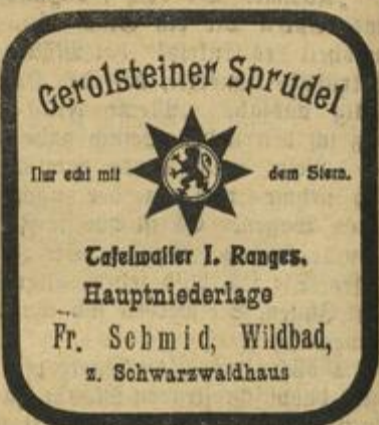 Gerolsteiner Sprudel
Nur echt mit dem Stern.
Tafelwasser I. Ranges.
Hauptniederlage
Fr. Schmid, Wildbad,
z. Schwarzwaldhaus